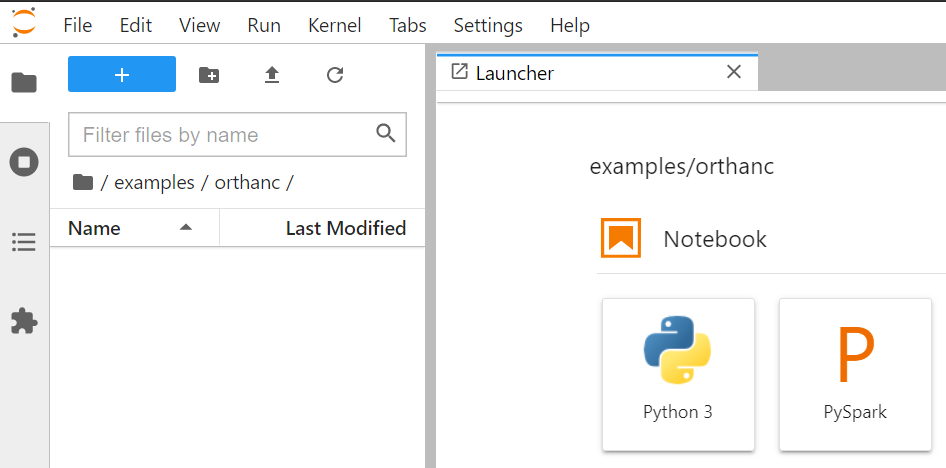 File Edit View Run Kernel Tabs Settings Help
Launcher
Filter files by name
/ examples / orthanc /
Name Last Modified
examples/orthanc
Notebook
Python 3
P
PySpark